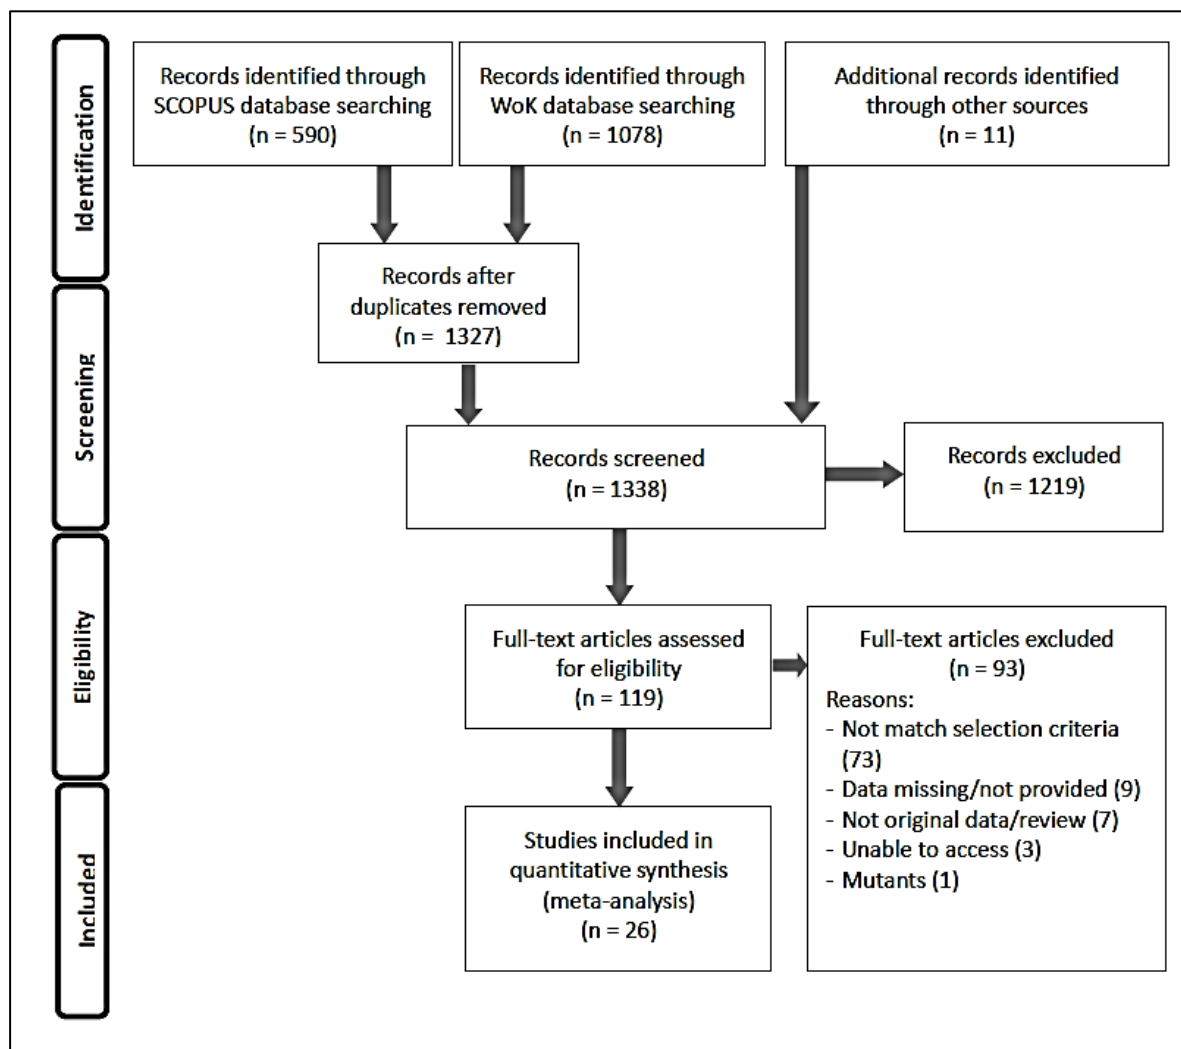 Identification
Records identified through
SCOPUS database searching
(n = 590)
Records identified through
WoK database searching
(n = 1078)
Additional records identified
through other sources
(n = 11)
Records after
duplicates removed
(n = 1327)
Screening
Records screened
(n = 1338)
Records excluded
(n = 1219)
Eligibility
Full-text articles assessed
for eligibility
(n = 119)
Full-text articles excluded
(n = 93)
Reasons:
- Not match selection criteria
(73)
- Data missing/not provided (9)
- Not original data/review (7)
- Unable to access (3)
- Mutants (1)
Included
Studies included in
quantitative synthesis
(meta-analysis)
(n = 26)